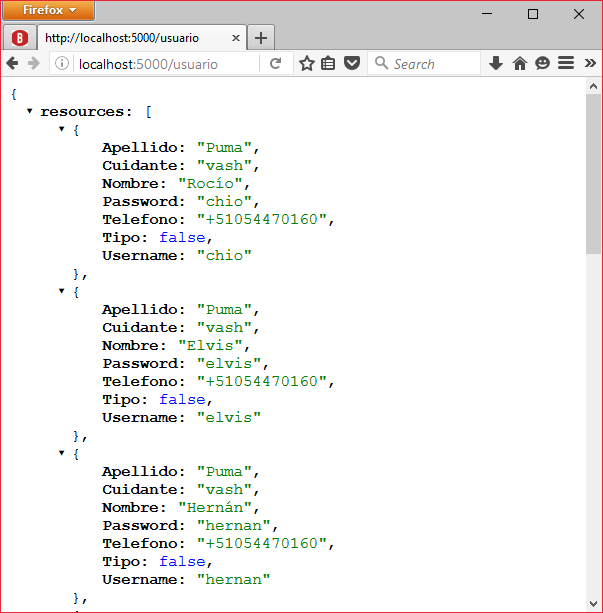 Firefox
B http://localhost:5000/usuario
localhost:5000/usuario Search
{
resources: [
{
Apellido: "Puma",
Cuidante: "vash",
Nombre: "Rocío",
Password: "chio",
Telefono: "+51054470160",
Tipo: false,
Username: "chio"
},
{
Apellido: "Puma",
Cuidante: "vash",
Nombre: "Elvis",
Password: "elvis",
Telefono: "+51054470160",
Tipo: false,
Username: "elvis"
},
{
Apellido: "Puma",
Cuidante: "vash",
Nombre: "Hernán",
Password: "hernan",
Telefono: "+51054470160",
Tipo: false,
Username: "hernan"
},